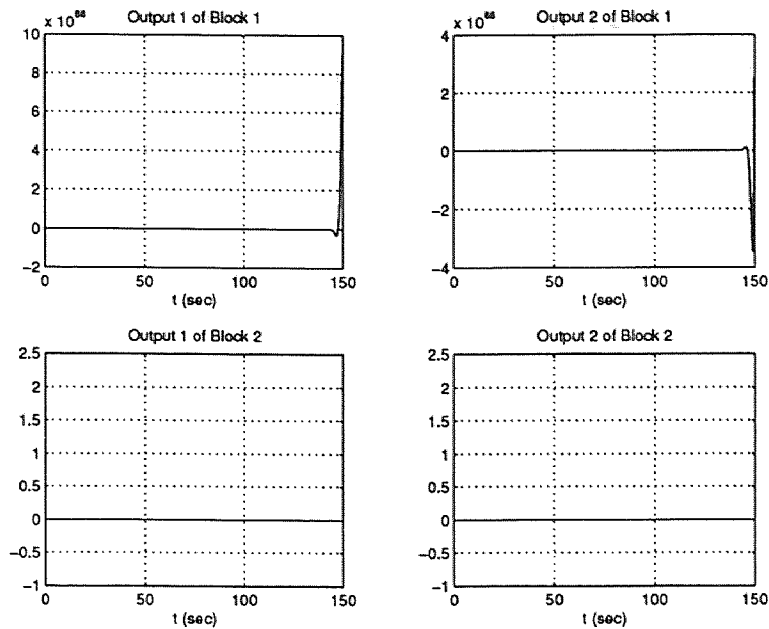 Output 1 of Block 1
x 10⁶⁸
10
8
6
4
2
0
−2
0 50 100 150
t (sec)
Output 2 of Block 1
x 10⁶⁸
4
2
0
−2
−4
0 50 100 150
t (sec)
Output 1 of Block 2
2.5
2
1.5
1
0.5
0
−0.5
−1
0 50 100 150
t (sec)
Output 2 of Block 2
2.5
2
1.5
1
0.5
0
−0.5
−1
0 50 100 150
t (sec)